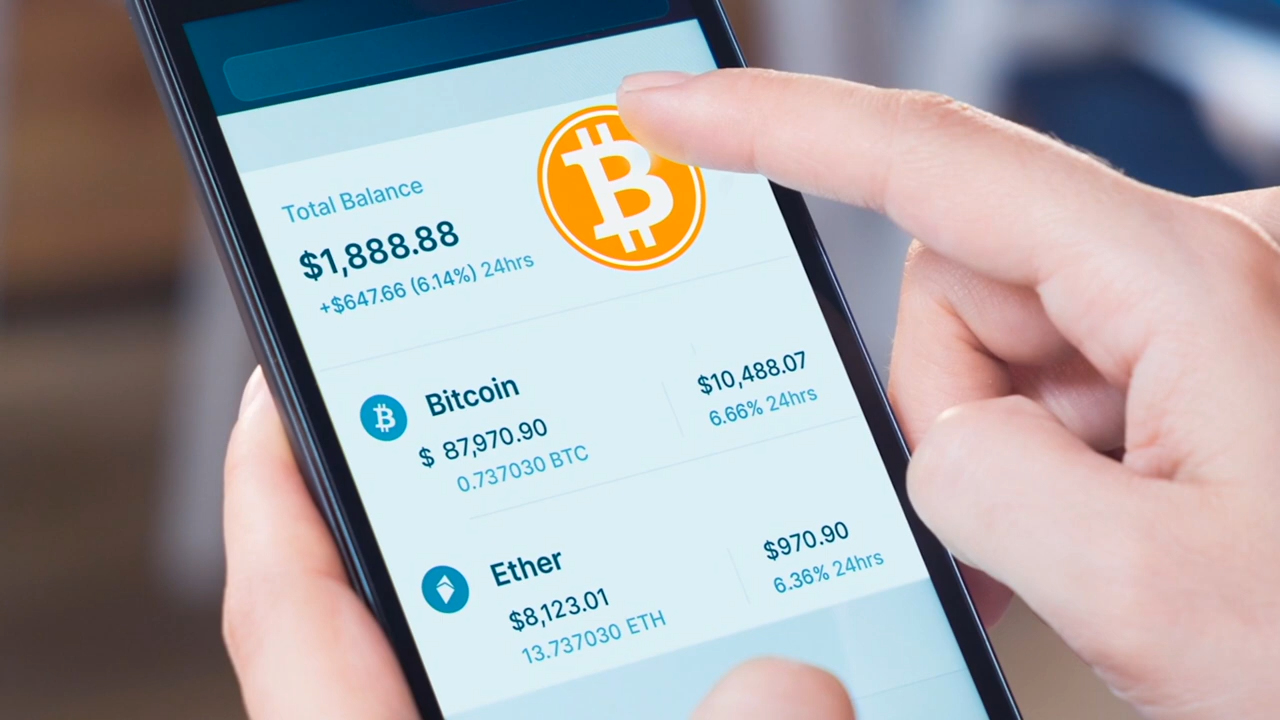 Total Balance
$1,888.88
+$647.66 (6.14%) 24hrs
Bitcoin
$ 87,970.90
0.737030 BTC
$10,488.07
6.66% 24hrs
Ether
$8,123.01
13.737030 ETH
$970.90
6.36% 24hrs